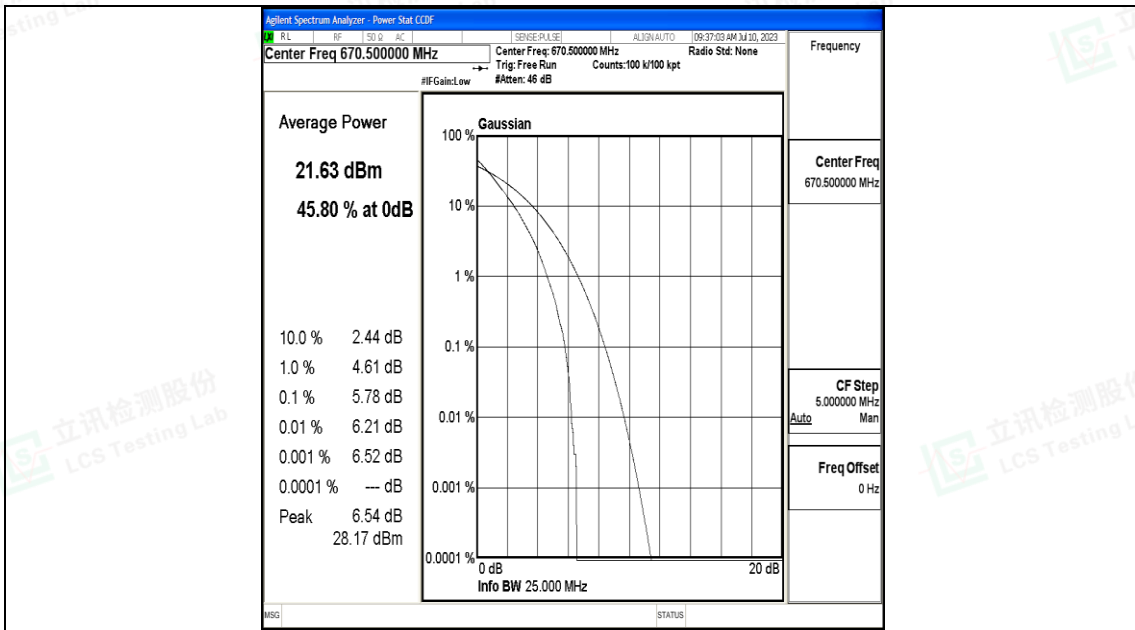 Agilent Spectrum Analyzer - Power Stat CCDF
LXI RL RF 50 Ω AC SENSE:PULSE ALIGN AUTO 09:37:03 AM Jul 10, 2023
Center Freq 670.500000 MHz
Center Freq: 670.500000 MHz Radio Std: None
Trig: Free Run Counts:100 k/100 kpt
#IFGain:Low #Atten: 46 dB
Frequency
Average Power
21.63 dBm
45.80 % at 0dB
10.0 % 2.44 dB
1.0 % 4.61 dB
0.1 % 5.78 dB
0.01 % 6.21 dB
0.001 % 6.52 dB
0.0001 % --- dB
Peak 6.54 dB
28.17 dBm
Gaussian
100 %
10 %
1 %
0.1 %
0.01 %
0.001 %
0.0001 %
0 dB 20 dB
Info BW 25.000 MHz
Center Freq
670.500000 MHz
CF Step
5.000000 MHz
Auto Man
Freq Offset
0 Hz
MSG STATUS
立讯检测股份
LCS Testing Lab
立讯检测股份
LCS Testing L
sting Lab
立